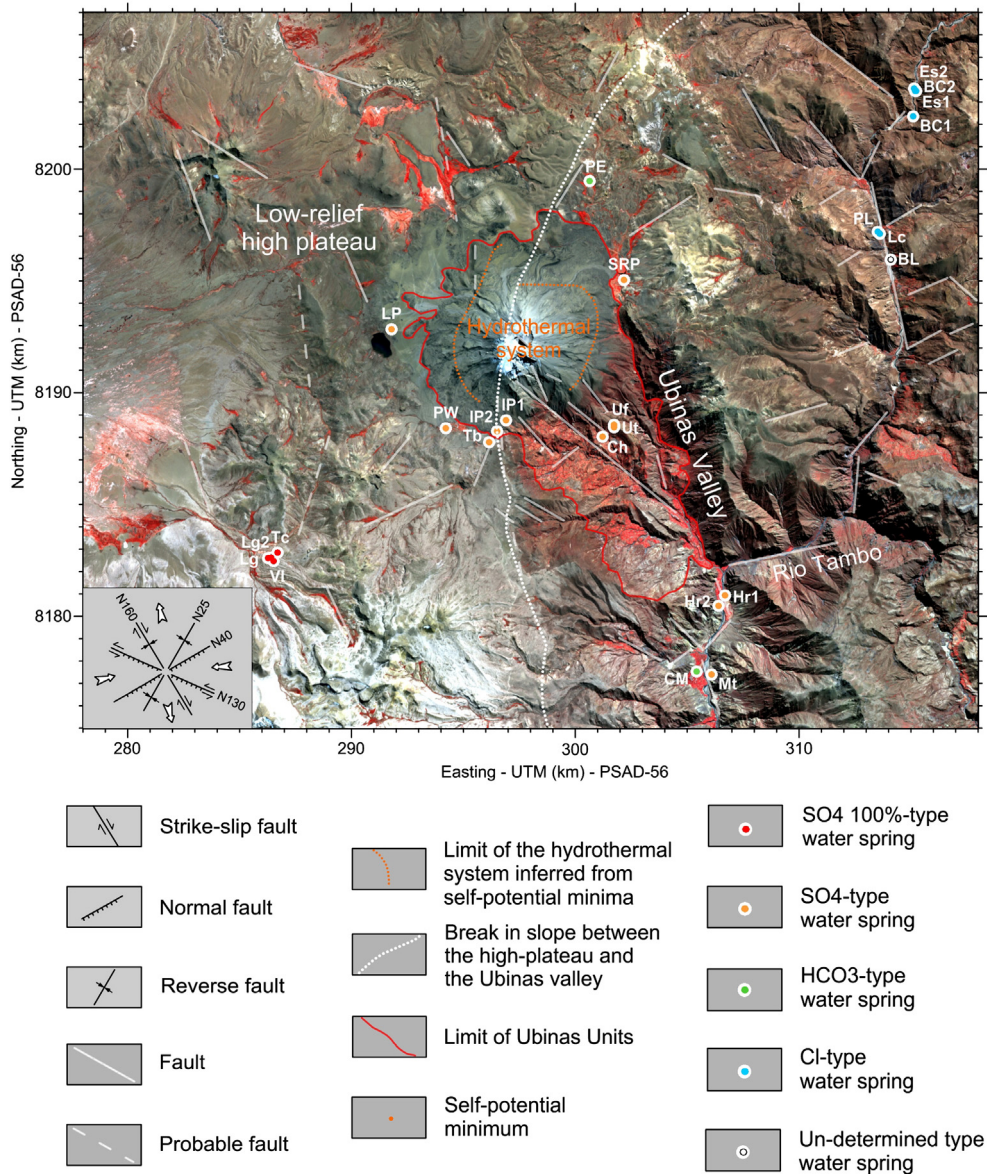 Es2
BC2
Es1
BC1
8200
PE
Low-relief
high plateau
PL
Lc
BL
SRP
LP
Hydrothermal
system
8190
Northing - UTM (km) - PSAD-56
Ubinas Valley
PW
IP2
IP1
Tb
Uf
Ut
Ch
Lg2
Tc
Lg
VI
Rio Tambo
8180
Hr2
Hr1
CM
Mt
N160
N25
N40
N130
280
290
300
310
Easting - UTM (km) - PSAD-56
Strike-slip fault
Normal fault
Reverse fault
Fault
Probable fault
Limit of the hydrothermal
system inferred from
self-potential minima
Break in slope between
the high-plateau and
the Ubinas valley
Limit of Ubinas Units
Self-potential
minimum
SO4 100%-type
water spring
SO4-type
water spring
HCO3-type
water spring
Cl-type
water spring
Un-determined type
water spring